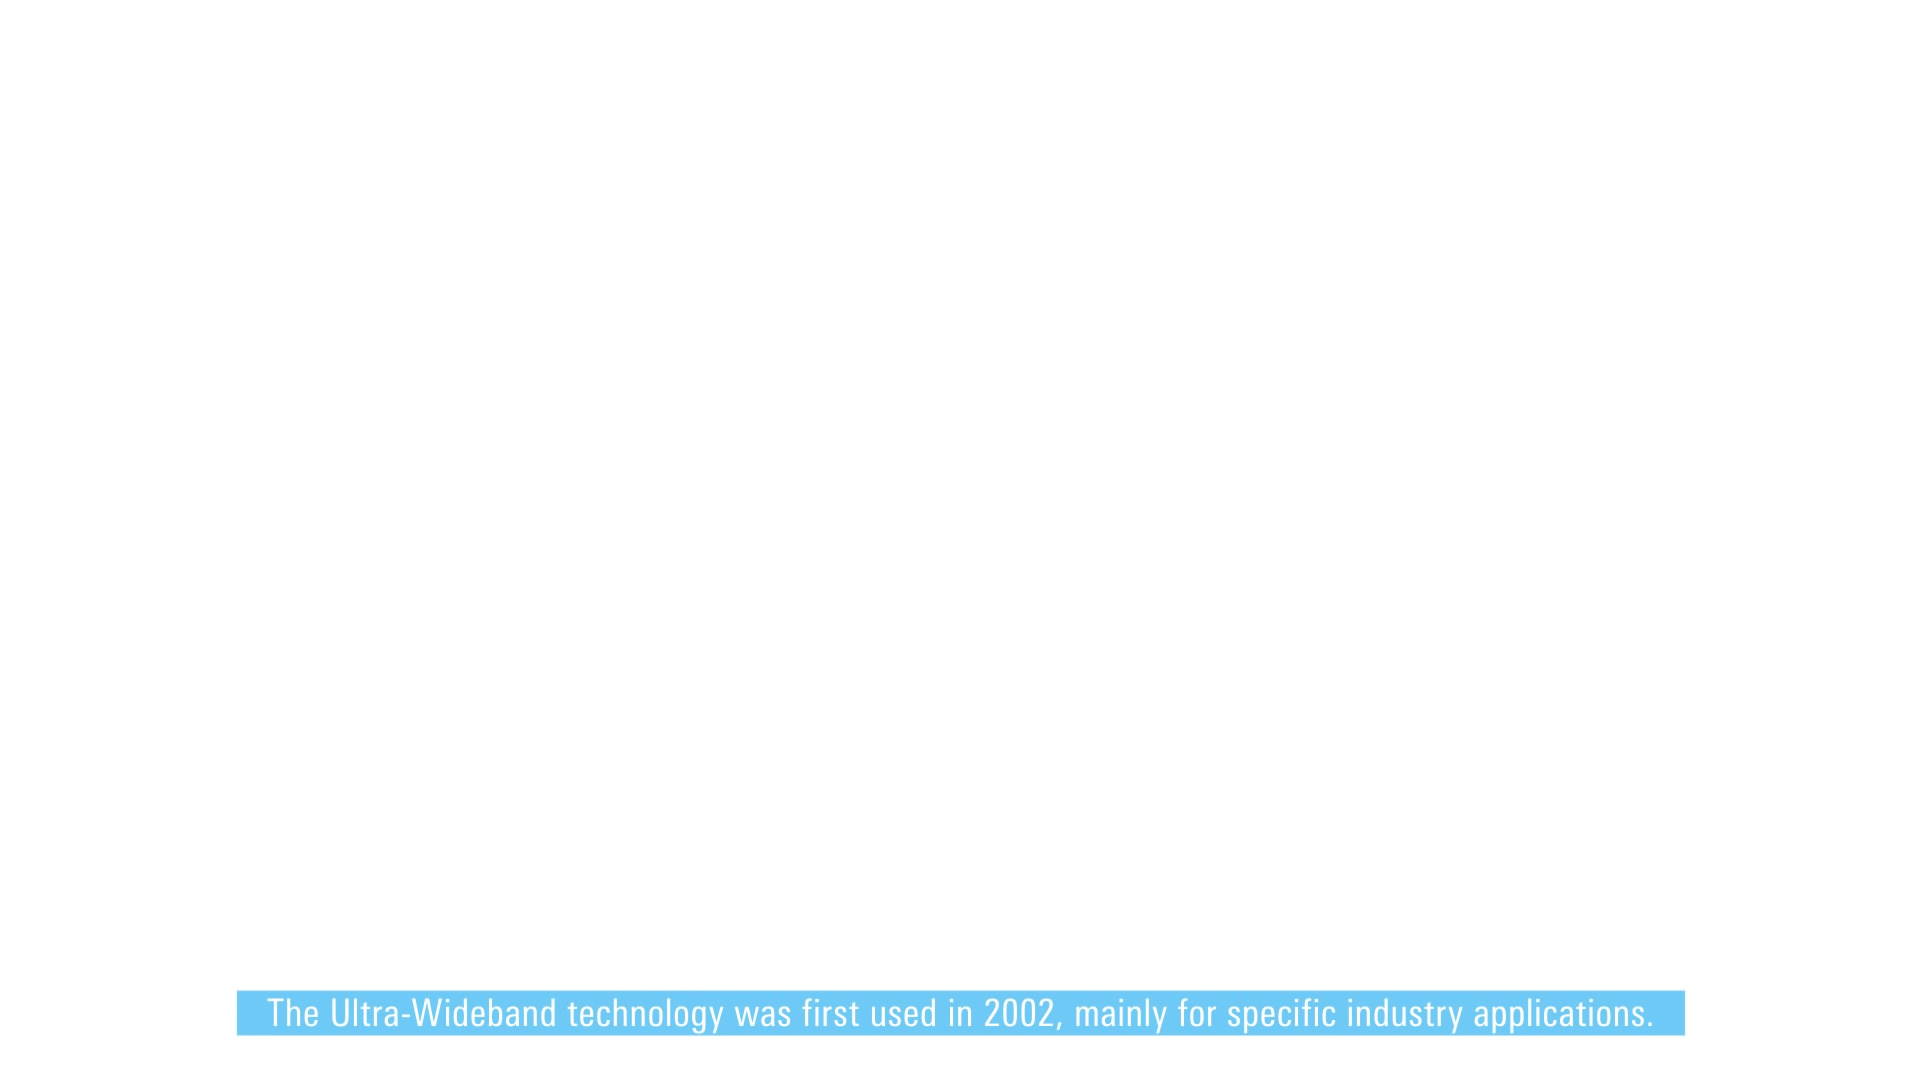 The Ultra-Wideband technology was first used in 2002, mainly for specific industry applications.